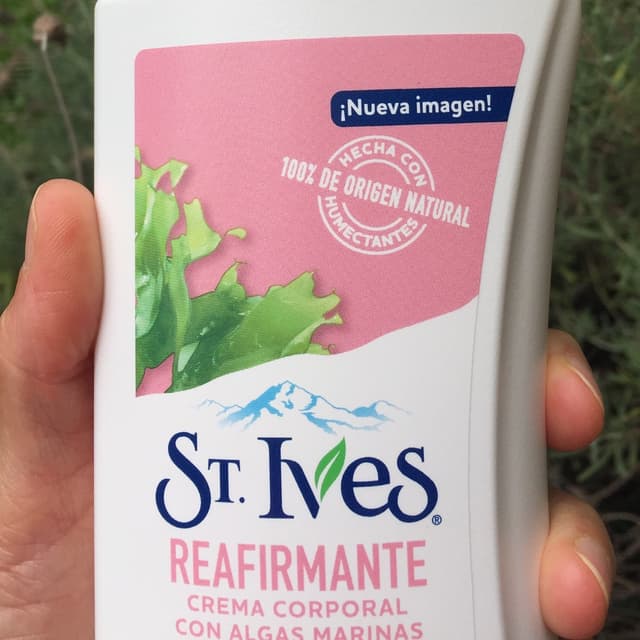 ¡Nueva imagen!
HECHA CON
100% DE ORIGEN NATURAL
HUMECTANTES
ST. IVES®
REAFIRMANTE
CREMA CORPORAL
CON ALGAS MARINAS